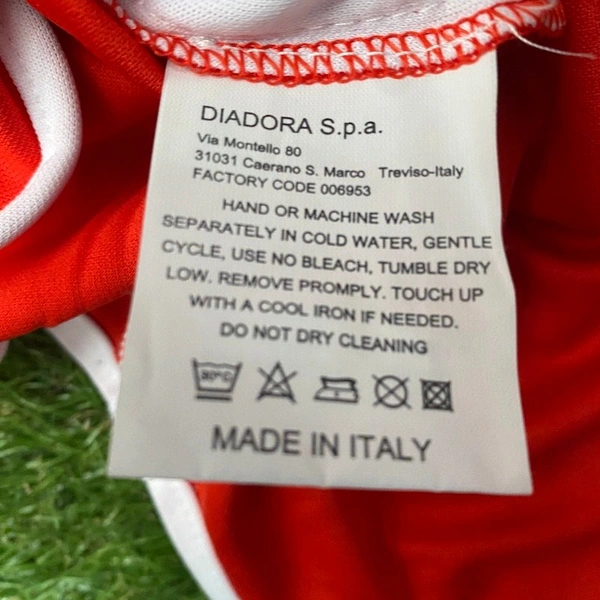 DIADORA S.p.a.
Via Montello 80
31031 Caerano S. Marco Treviso-Italy
FACTORY CODE 006953
HAND OR MACHINE WASH
SEPARATELY IN COLD WATER, GENTLE
CYCLE, USE NO BLEACH, TUMBLE DRY
LOW. REMOVE PROMPLY. TOUCH UP
WITH A COOL IRON IF NEEDED.
DO NOT DRY CLEANING
30°C
MADE IN ITALY